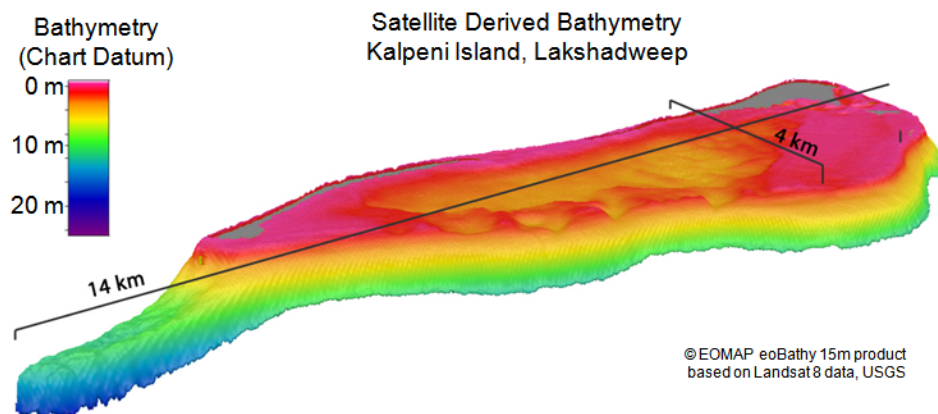 Satellite Derived Bathymetry
Kalpeni Island, Lakshadweep
Bathymetry
(Chart Datum)
0 m
10 m
20 m
4 km
14 km
©EOMAP eoBathy 15m product
based on Landsat 8 data, USGS